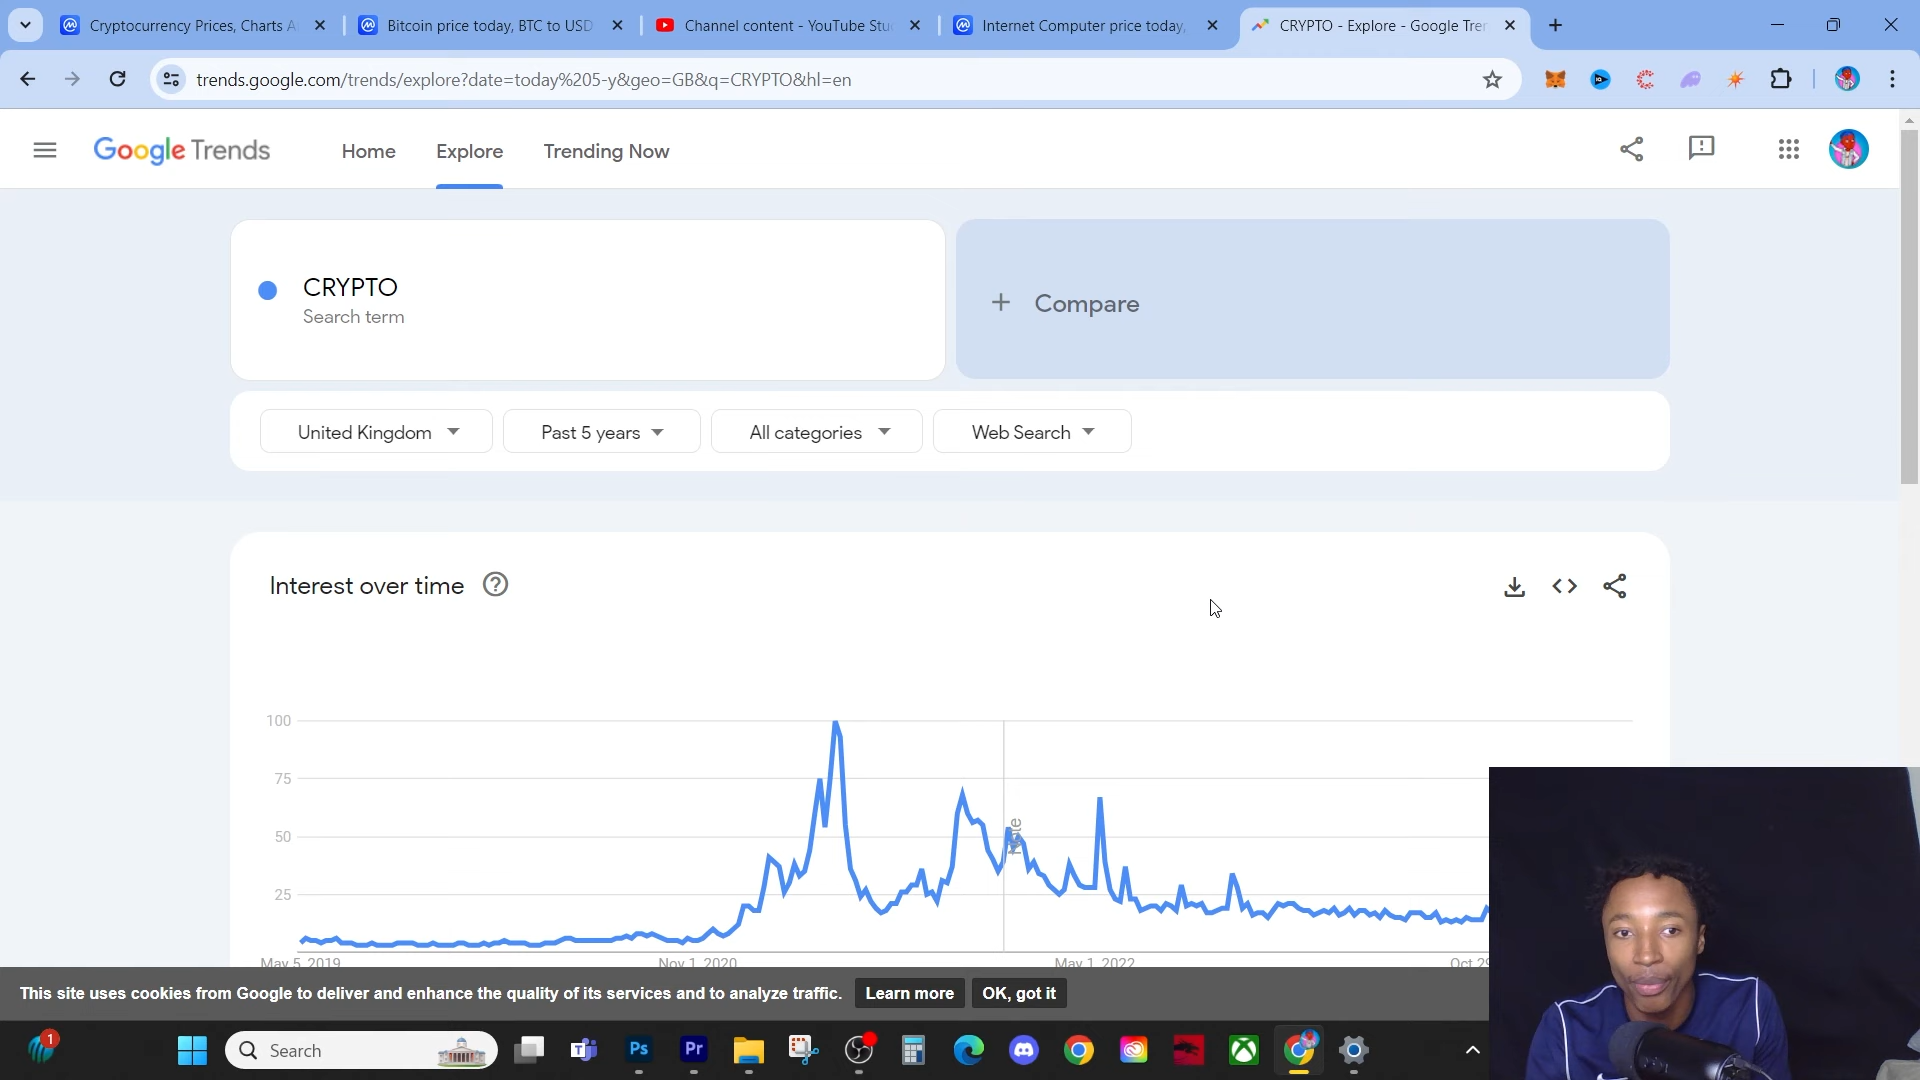 Cryptocurrency Prices, Charts A
Bitcoin price today, BTC to USD
Channel content - YouTube Stu
Internet Computer price today,
CRYPTO - Explore - Google Tre
trends.google.com/trends/explore?date=today%205-y&geo=GB&q=CRYPTO&hl=en
Google Trends
Home
Explore
Trending Now
CRYPTO
Search term
+ Compare
United Kingdom
Past 5 years
All categories
Web Search
Interest over time
100
75
50
25
Note
May 5, 2019
Nov 1, 2020
May 1, 2022
Oct 29
This site uses cookies from Google to deliver and enhance the quality of its services and to analyze traffic.
Learn more
OK, got it
1
Search
Ps
Pr